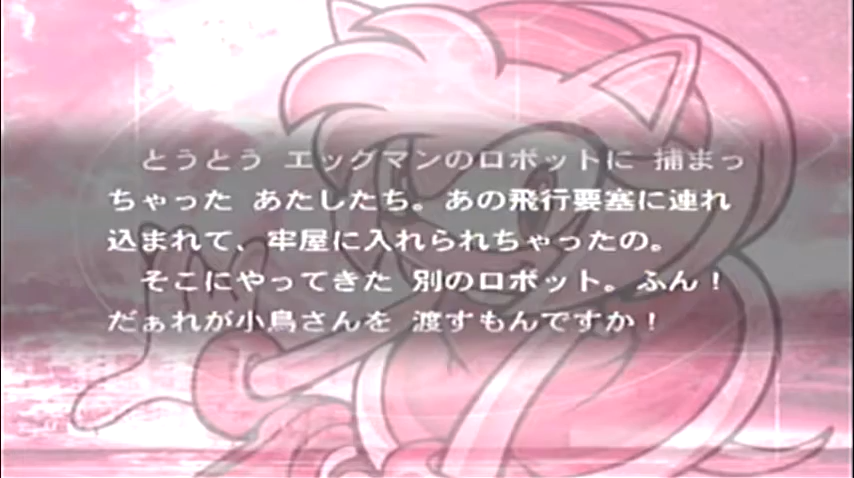 とうとう エッグマンのロボットに 捕まっ
ちゃった あたしたち。あの飛行要塞に連れ
込まれて、牢屋に入れられちゃったの。
そこにやってきた 別のロボット。ふん！
だぁれが小鳥さんを 渡すもんですか！